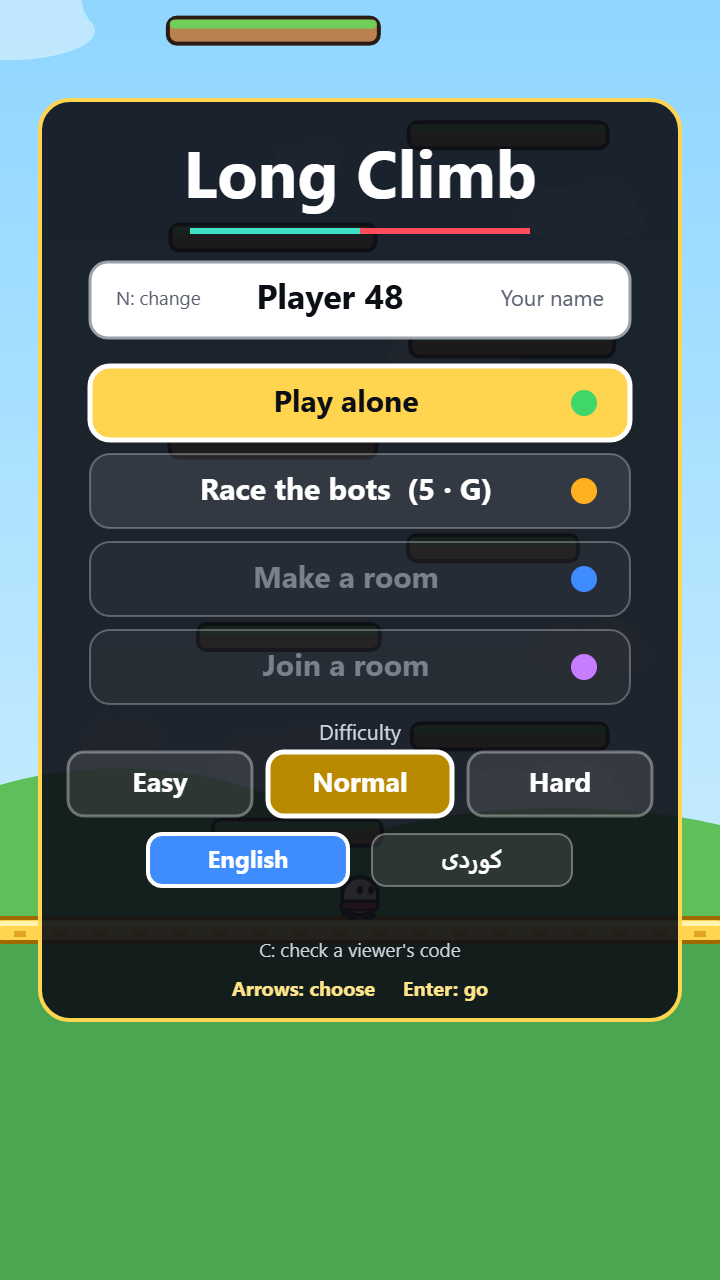 Long Climb
N: change Player 48 Your name
Play alone
Race the bots (5 · G)
Make a room
Join a room
Difficulty
Easy Normal Hard
English کوردی
C: check a viewer's code
Arrows: choose Enter: go